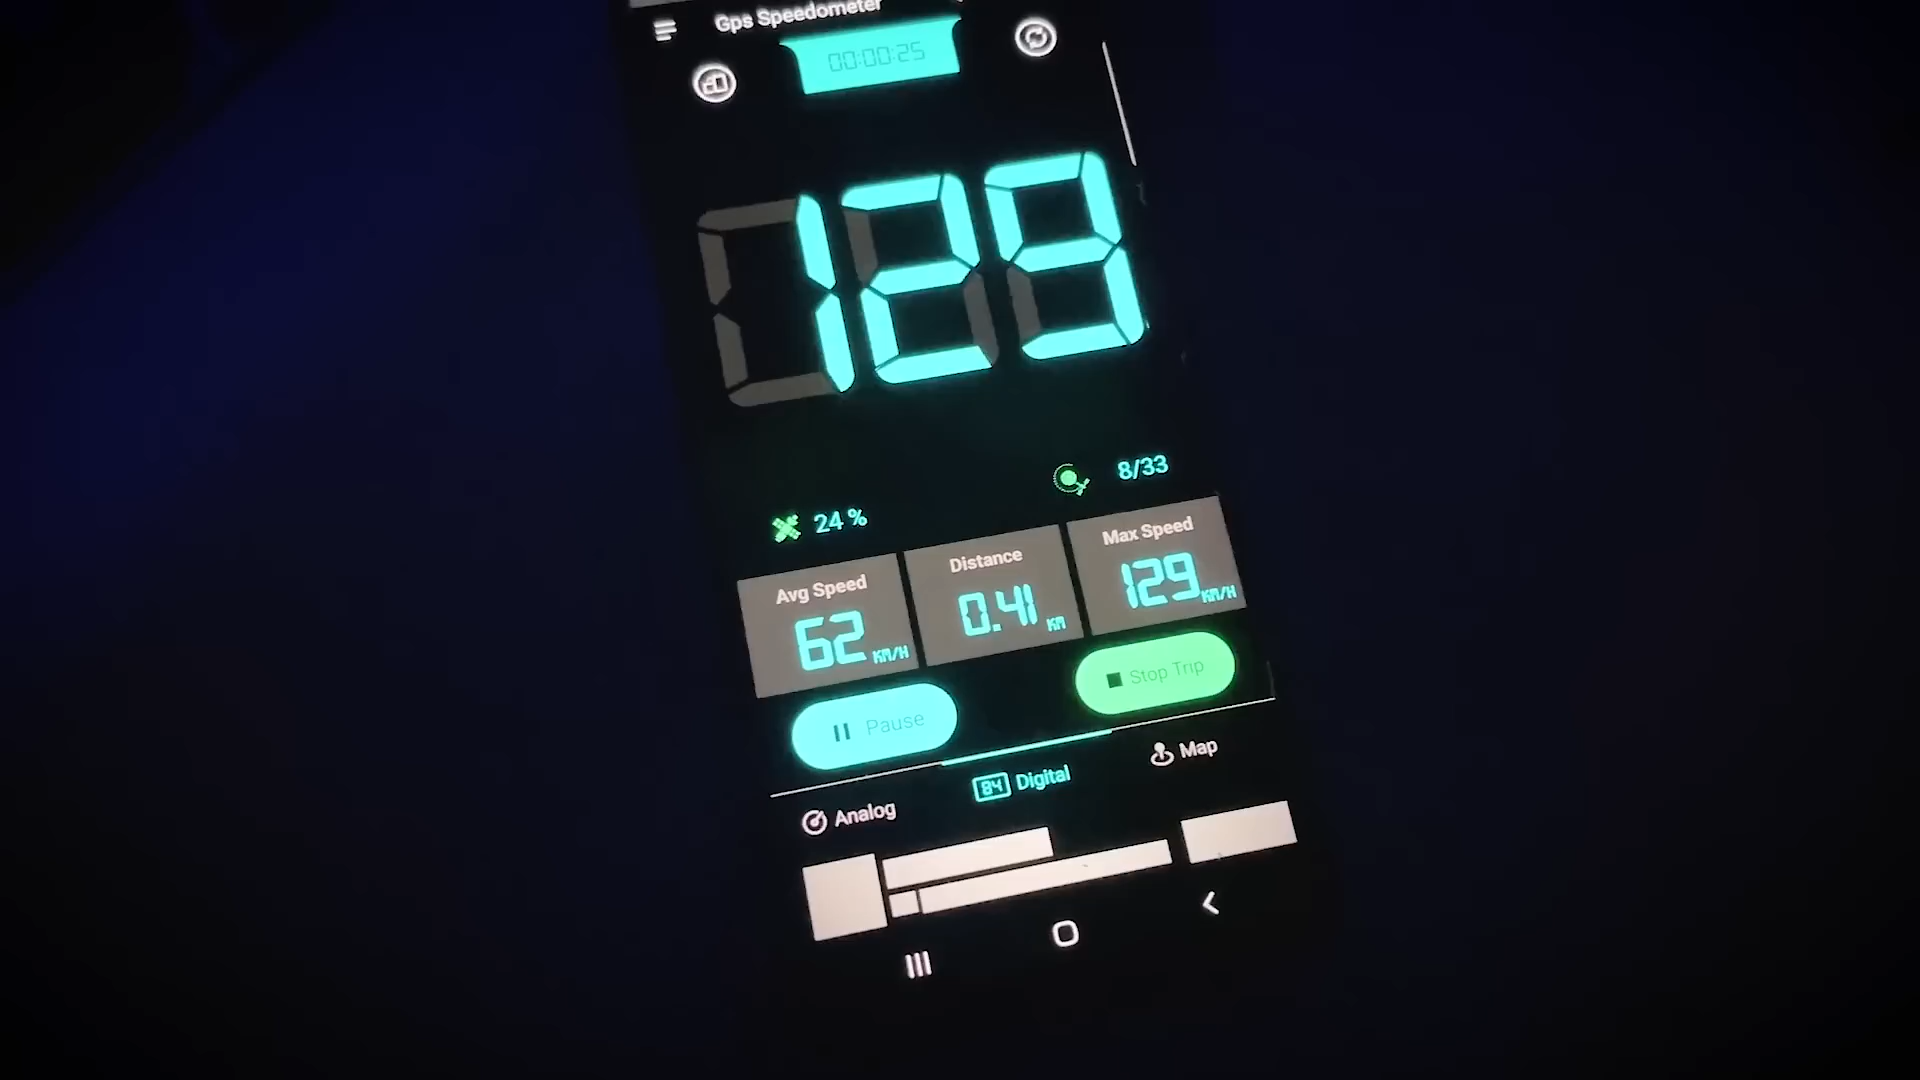 Gps Speedometer
00:00:25
129
8/33
24 %
Avg Speed
62 KM/H
Distance
0.41 KM
Max Speed
129 KM/H
Pause
Stop Trip
Analog
84 Digital
Map